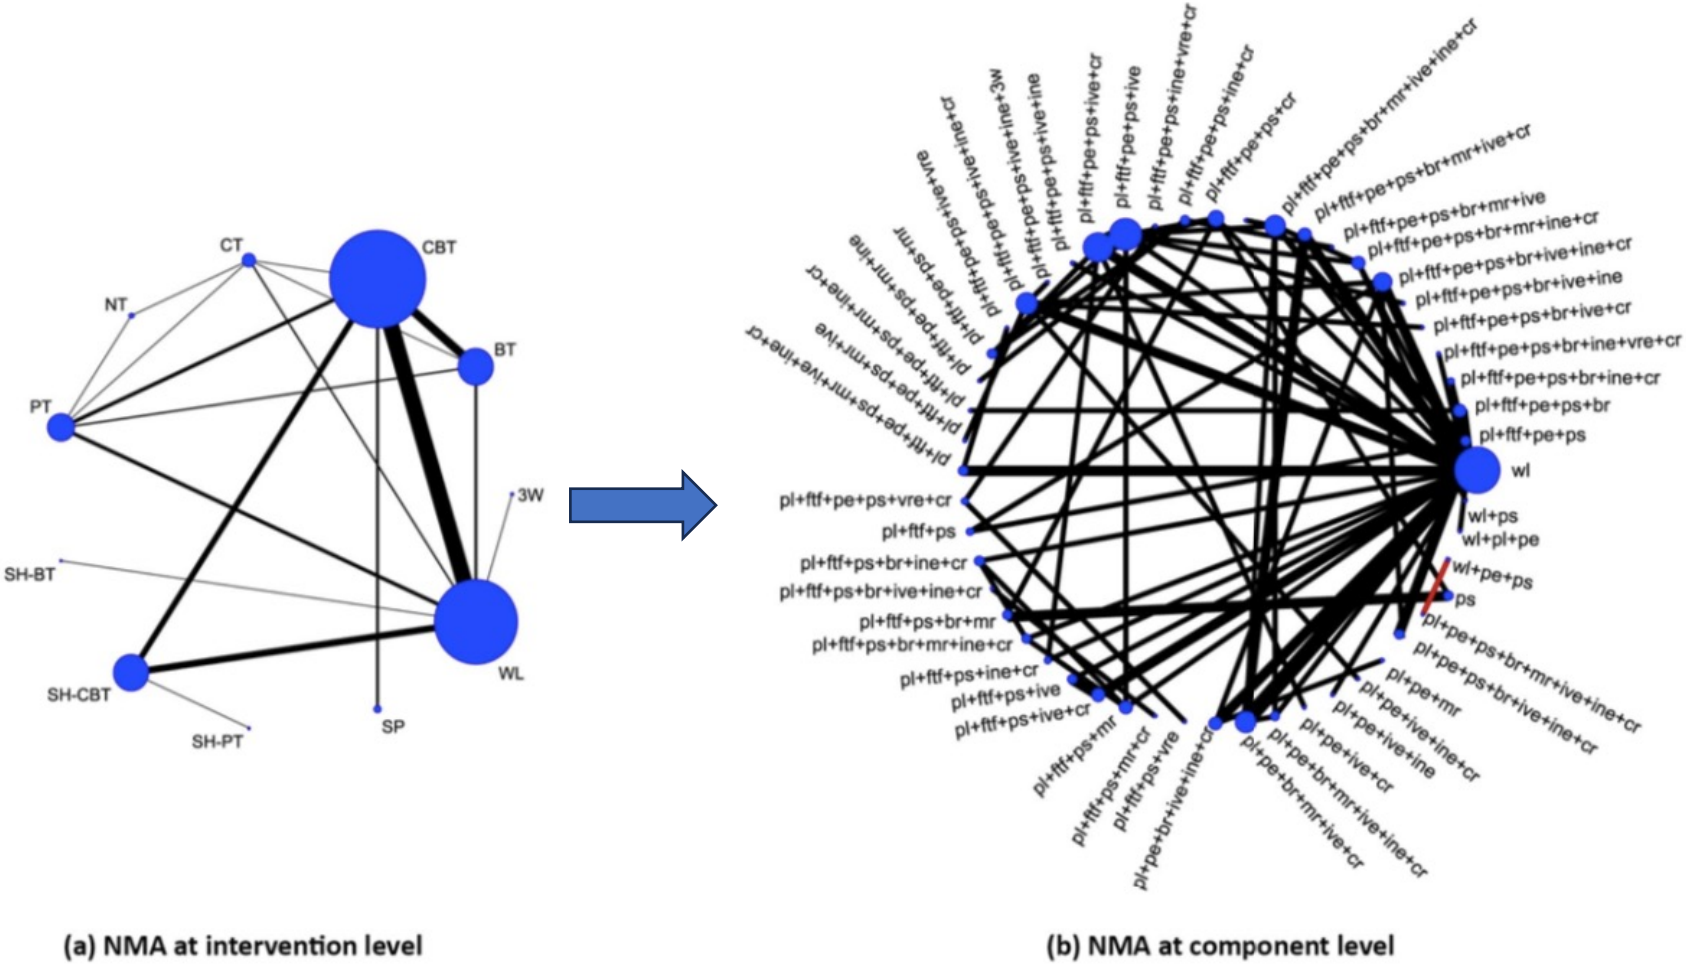 CT
CBT
NT
BT
PT
3W
SH-BT
WL
SH-CBT
SP
SH-PT
(a) NMA at intervention level
pl+ftf+pe+ps+ive+ine
pl+ftf+pe+ps+ive+ine+3w
pl+ftf+pe+ps+ive+ine+cr
pl+ftf+pe+ps+ive+vre
pl+ftf+pe+ps+mr
pl+ftf+pe+ps+mr+ine
pl+ftf+pe+ps+mr+ine+cr
pl+ftf+pe+ps+mr+ive
pl+ftf+pe+ps+mr+ive+ine+cr
pl+ftf+pe+ps+vre+cr
pl+ftf+ps
pl+ftf+ps+br+ine+cr
pl+ftf+ps+br+ive+ine+cr
pl+ftf+ps+br+mr
pl+ftf+ps+br+mr+ine+cr
pl+ftf+ps+ine+cr
pl+ftf+ps+ive
pl+ftf+ps+ive+cr
pl+ftf+ps+mr
pl+ftf+ps+mr+cr
pl+ftf+ps+vre
pl+pe+br+ive+ine+cr
pl+pe+br+mr+ive+cr
pl+pe+br+mr+ive+ine+cr
pl+pe+ive+cr
pl+pe+ive+ine
pl+pe+ive+ine+cr
pl+pe+mr
pl+pe+ps+br+ive+ine+cr
pl+pe+ps+br+mr+ive+ine+cr
ps
wl+pe+ps
wl+pl+pe
wl+ps
wl
pl+ftf+pe+ps
pl+ftf+pe+ps+br
pl+ftf+pe+ps+br+ine+cr
pl+ftf+pe+ps+br+ine+vre+cr
pl+ftf+pe+ps+br+ive+cr
pl+ftf+pe+ps+br+ive+ine
pl+ftf+pe+ps+br+ive+ine+cr
pl+ftf+pe+ps+br+mr+ine+cr
pl+ftf+pe+ps+br+mr+ive
pl+ftf+pe+ps+br+mr+ive+cr
pl+ftf+pe+ps+br+mr+ive+ine+cr
pl+ftf+pe+ps+cr
pl+ftf+pe+ps+ine+cr
pl+ftf+pe+ps+ine+vre+cr
pl+ftf+pe+ps+ive
pl+ftf+pe+ps+ive+cr
(b) NMA at component level